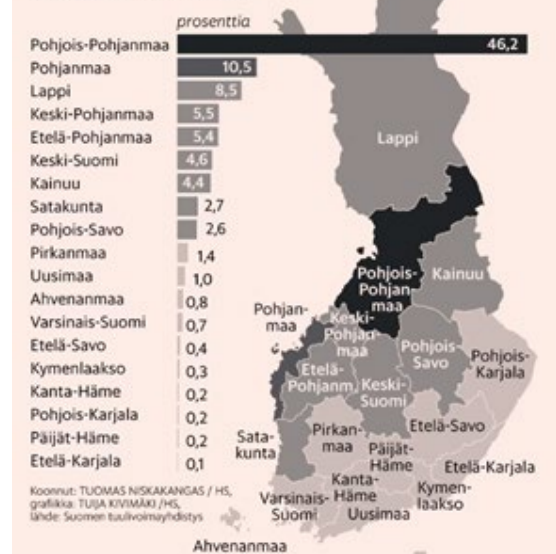 prosenttia
Pohjois-Pohjanmaa 46,2
Pohjanmaa 10,5
Lappi 8,5
Keski-Pohjanmaa 5,5
Etelä-Pohjanmaa 5,4
Keski-Suomi 4,6
Kainuu 4,4
Satakunta 2,7
Pohjois-Savo 2,6
Pirkanmaa 1,4
Uusimaa 1,0
Ahvenanmaa 0,8
Varsinais-Suomi 0,7
Etelä-Savo 0,4
Kymenlaakso 0,3
Kanta-Häme 0,2
Pohjois-Karjala 0,2
Päijät-Häme 0,2
Etelä-Karjala 0,1
Koonnut: TUOMAS NISKAKANGAS / HS,
grafiikka: TUIJA KIVIMÄKI /HS,
lähde: Suomen tuulivoimayhdistys
Lappi
Pohjois-
Pohjan
maa
Kainuu
Pohjan-
maa
Keski-
Pohjan-
maa
Pohjois-
Savo
Pohjois-
Karjala
Etelä-
Pohjanm.
Keski-
Suomi
Etelä-Savo
Sata-
kunta
Pirkan-
maa
Päijät-
Häme
Etelä-Karjala
Kanta-
Häme
Kymen-
laakso
Varsinais-
Suomi
Uusimaa
Ahvenanmaa